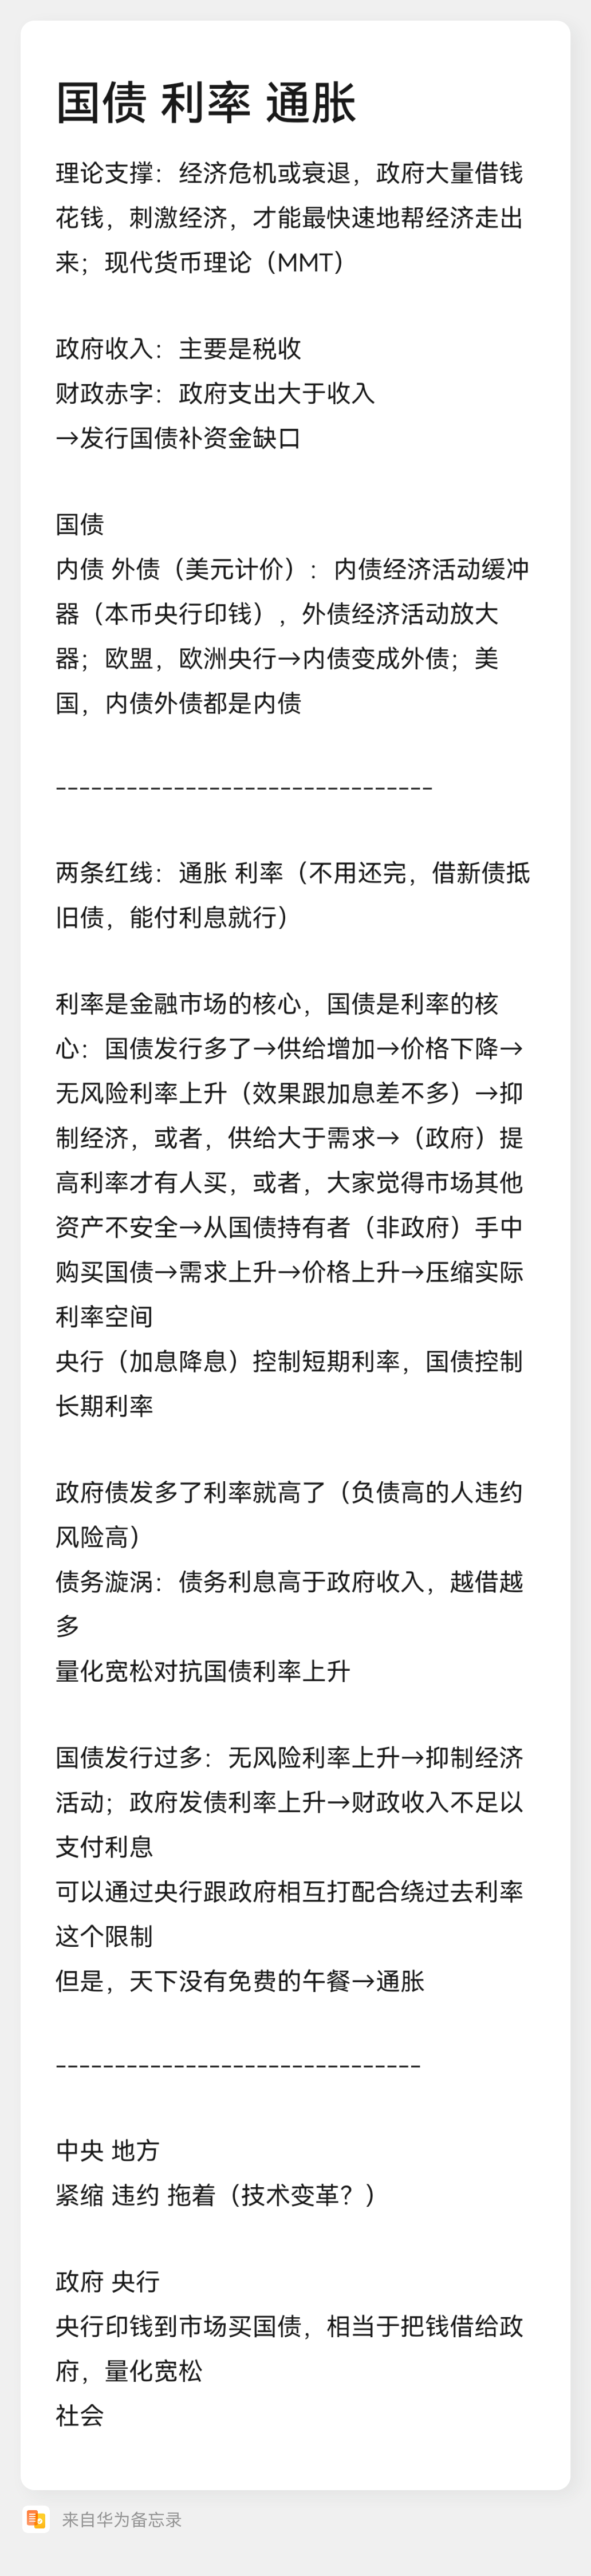 国债 利率 通胀
理论支撑：经济危机或衰退，政府大量借钱
花钱，刺激经济，才能最快速地帮经济走出
来；现代货币理论（MMT）
政府收入：主要是税收
财政赤字：政府支出大于收入
→发行国债补资金缺口
国债
内债 外债（美元计价）：内债经济活动缓冲
器（本币央行印钱），外债经济活动放大
器；欧盟，欧洲央行→内债变成外债；美
国，内债外债都是内债
--------------------------------
两条红线：通胀 利率（不用还完，借新债抵
旧债，能付利息就行）
利率是金融市场的核心，国债是利率的核
心：国债发行多了→供给增加→价格下降→
无风险利率上升（效果跟加息差不多）→抑
制经济，或者，供给大于需求→（政府）提
高利率才有人买，或者，大家觉得市场其他
资产不安全→从国债持有者（非政府）手中
购买国债→需求上升→价格上升→压缩实际
利率空间
央行（加息降息）控制短期利率，国债控制
长期利率
政府债发多了利率就高了（负债高的人违约
风险高）
债务漩涡：债务利息高于政府收入，越借越
多
量化宽松对抗国债利率上升
国债发行过多：无风险利率上升→抑制经济
活动；政府发债利率上升→财政收入不足以
支付利息
可以通过央行跟政府相互打配合绕过去利率
这个限制
但是，天下没有免费的午餐→通胀
-------------------------------
中央 地方
紧缩 违约 拖着（技术变革？）
政府 央行
央行印钱到市场买国债，相当于把钱借给政
府，量化宽松
社会
来自华为备忘录